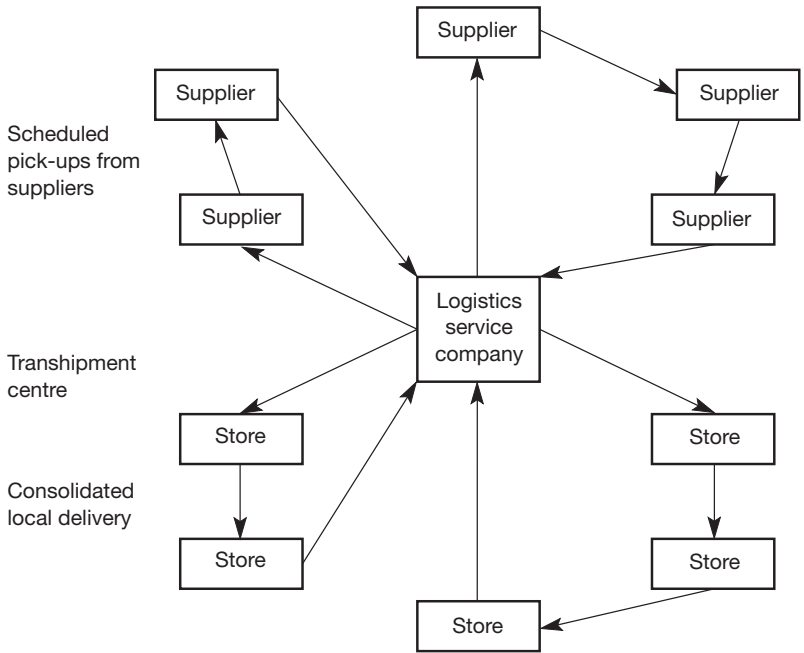 Supplier
Supplier
Supplier
Scheduled
pick-ups from
suppliers
Supplier
Supplier
Logistics
service
company
Transhipment
centre
Store
Store
Consolidated
local delivery
Store
Store
Store